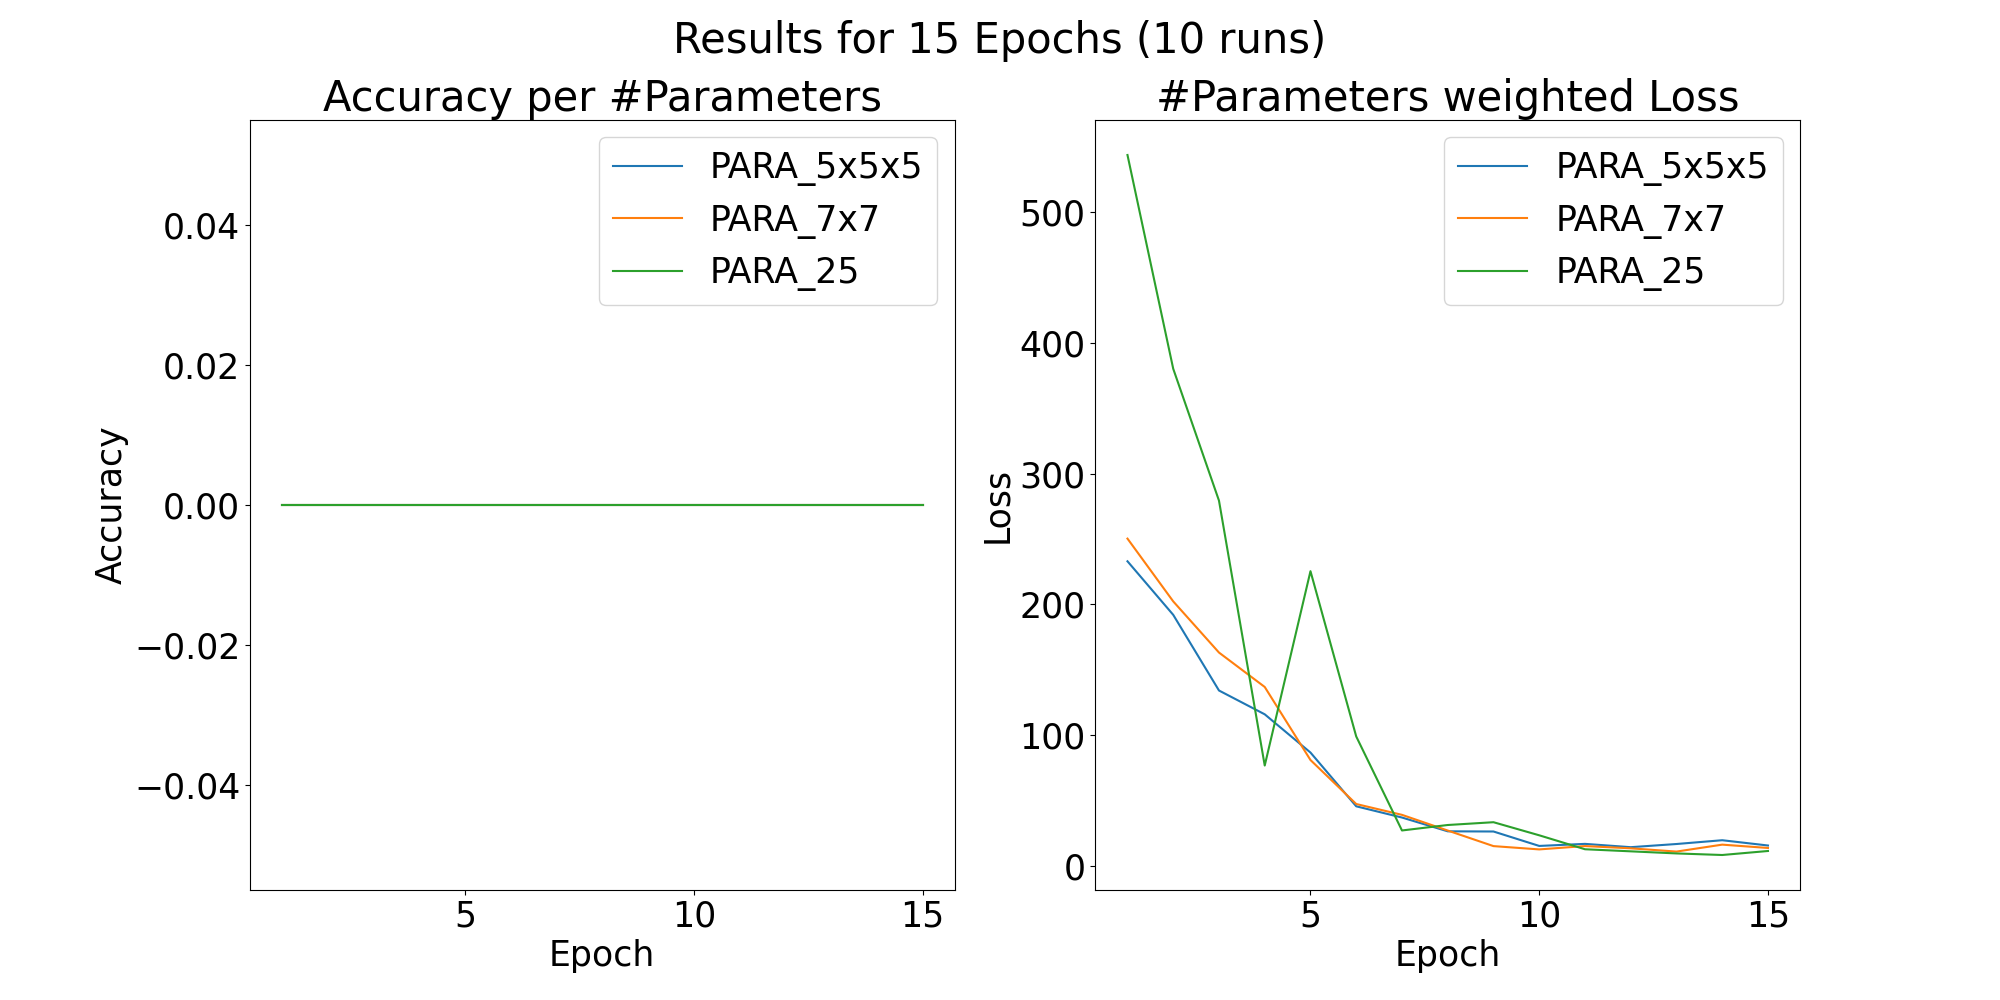 Results for 15 Epochs (10 runs)
Accuracy per #Parameters
PARA_5x5x5
PARA_7x7
PARA_25
0.04
0.02
0.00
−0.02
−0.04
Accuracy
5
10
15
Epoch
#Parameters weighted Loss
PARA_5x5x5
PARA_7x7
PARA_25
500
400
300
200
100
0
Loss
5
10
15
Epoch